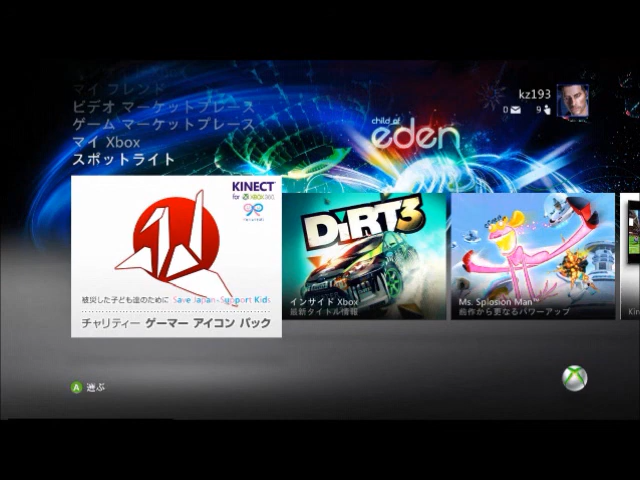 マイ フレンド
ビデオ マーケットプレース
ゲーム マーケットプレース
マイ Xbox
スポットライト
kz193
0
9
child of
eden
KINECT
for XBOX 360
被災した子ども達のために Save Japan-Support Kids
チャリティー ゲーマー アイコン パック
DiRT3
インサイド Xbox
最新タイトル情報
Ms. Splosion Man™
前作から更なるパワーアップ
Kin
A 選ぶ